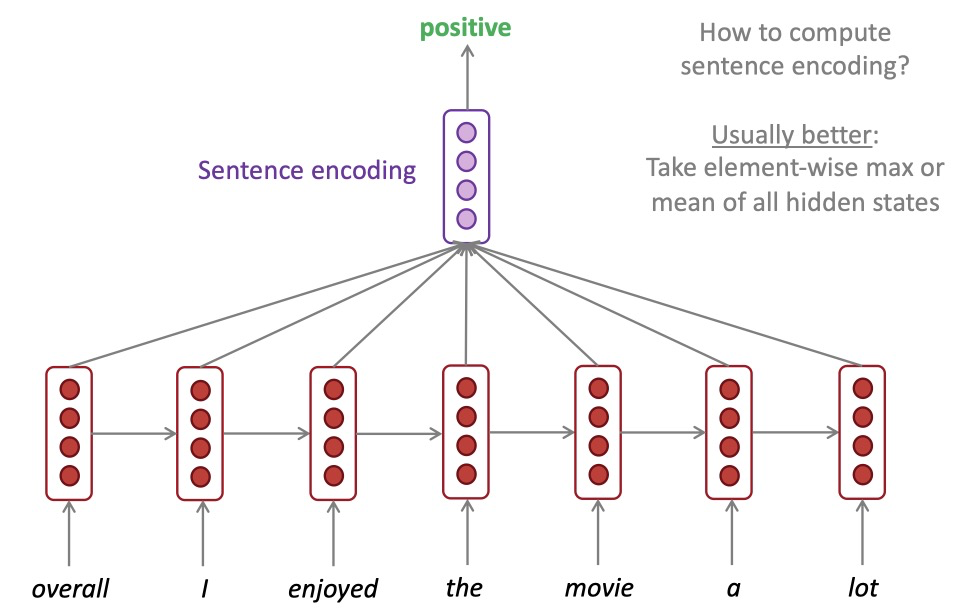 positive
How to compute
sentence encoding?
Usually better:
Take element-wise max or
mean of all hidden states
Sentence encoding
overall I enjoyed the movie a lot